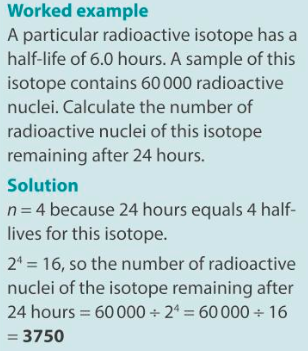 Worked example
A particular radioactive isotope has a
half-life of 6.0 hours. A sample of this
isotope contains 60 000 radioactive
nuclei. Calculate the number of
radioactive nuclei of this isotope
remaining after 24 hours.
Solution
n = 4 because 24 hours equals 4 half-
lives for this isotope.
2⁴ = 16, so the number of radioactive
nuclei of the isotope remaining after
24 hours = 60 000 ÷ 2⁴ = 60 000 ÷ 16
= 3750